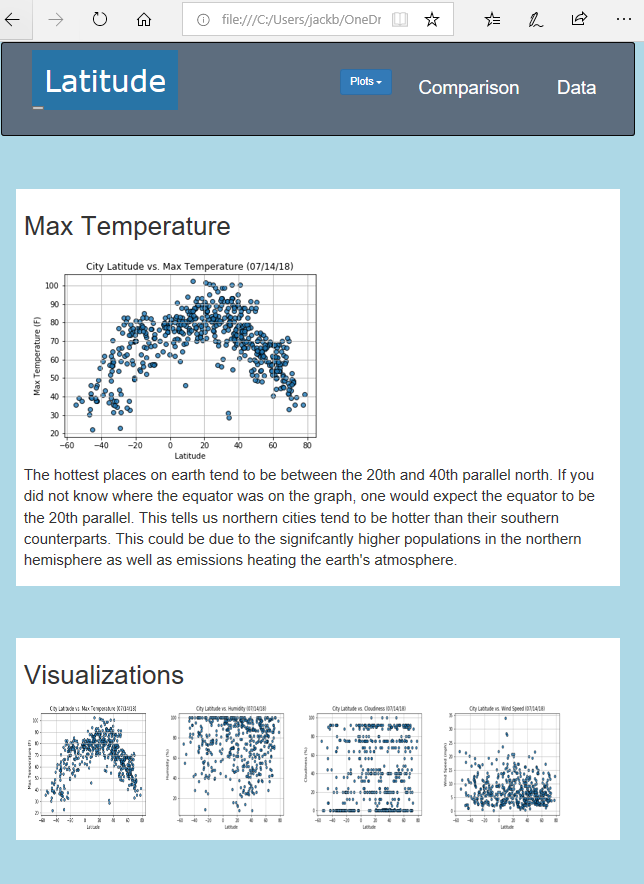 file:///C:/Users/jackb/OneDr
Latitude
Plots
Comparison
Data
Max Temperature
City Latitude vs. Max Temperature (07/14/18)
Max Temperature (F)
100
90
80
70
60
50
40
30
20
−60 −40 −20 0 20 40 60 80
Latitude
The hottest places on earth tend to be between the 20th and 40th parallel north. If you
did not know where the equator was on the graph, one would expect the equator to be
the 20th parallel. This tells us northern cities tend to be hotter than their southern
counterparts. This could be due to the signifcantly higher populations in the northern
hemisphere as well as emissions heating the earth's atmosphere.
Visualizations
City Latitude vs. Max Temperature (07/14/18)
City Latitude vs. Humidity (07/14/18)
City Latitude vs. Cloudiness (07/14/18)
City Latitude vs. Wind Speed (07/14/18)
Max Temperature (F)
Humidity (%)
Cloudiness (%)
Wind Speed (mph)
Latitude
Latitude
Latitude
Latitude